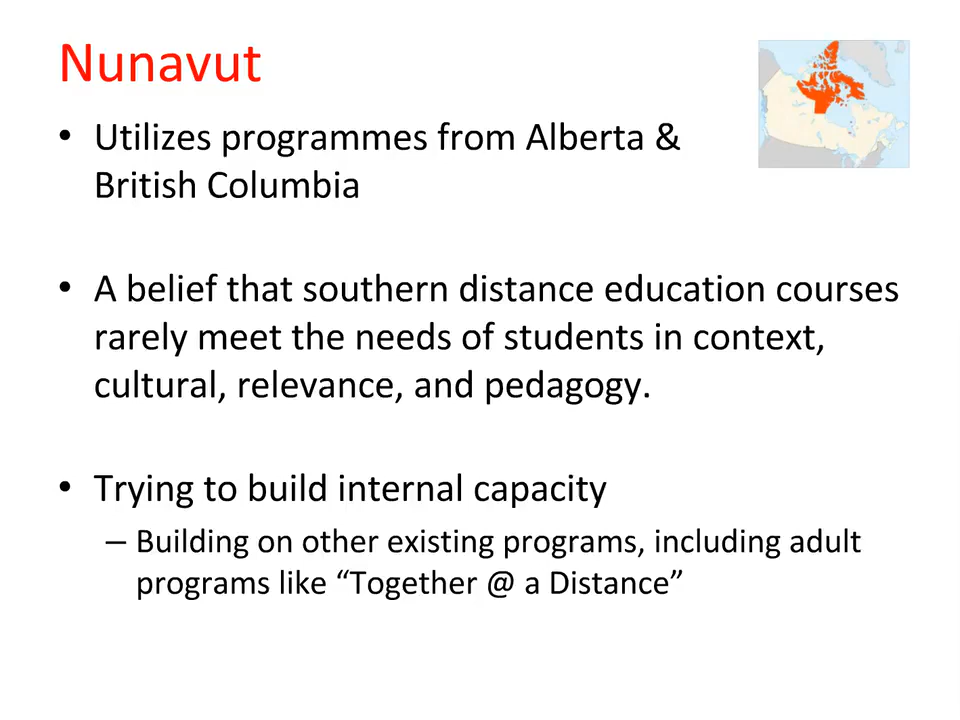 Nunavut
• Utilizes programmes from Alberta &
British Columbia
• A belief that southern distance education courses
rarely meet the needs of students in context,
cultural, relevance, and pedagogy.
• Trying to build internal capacity
– Building on other existing programs, including adult
programs like “Together @ a Distance”